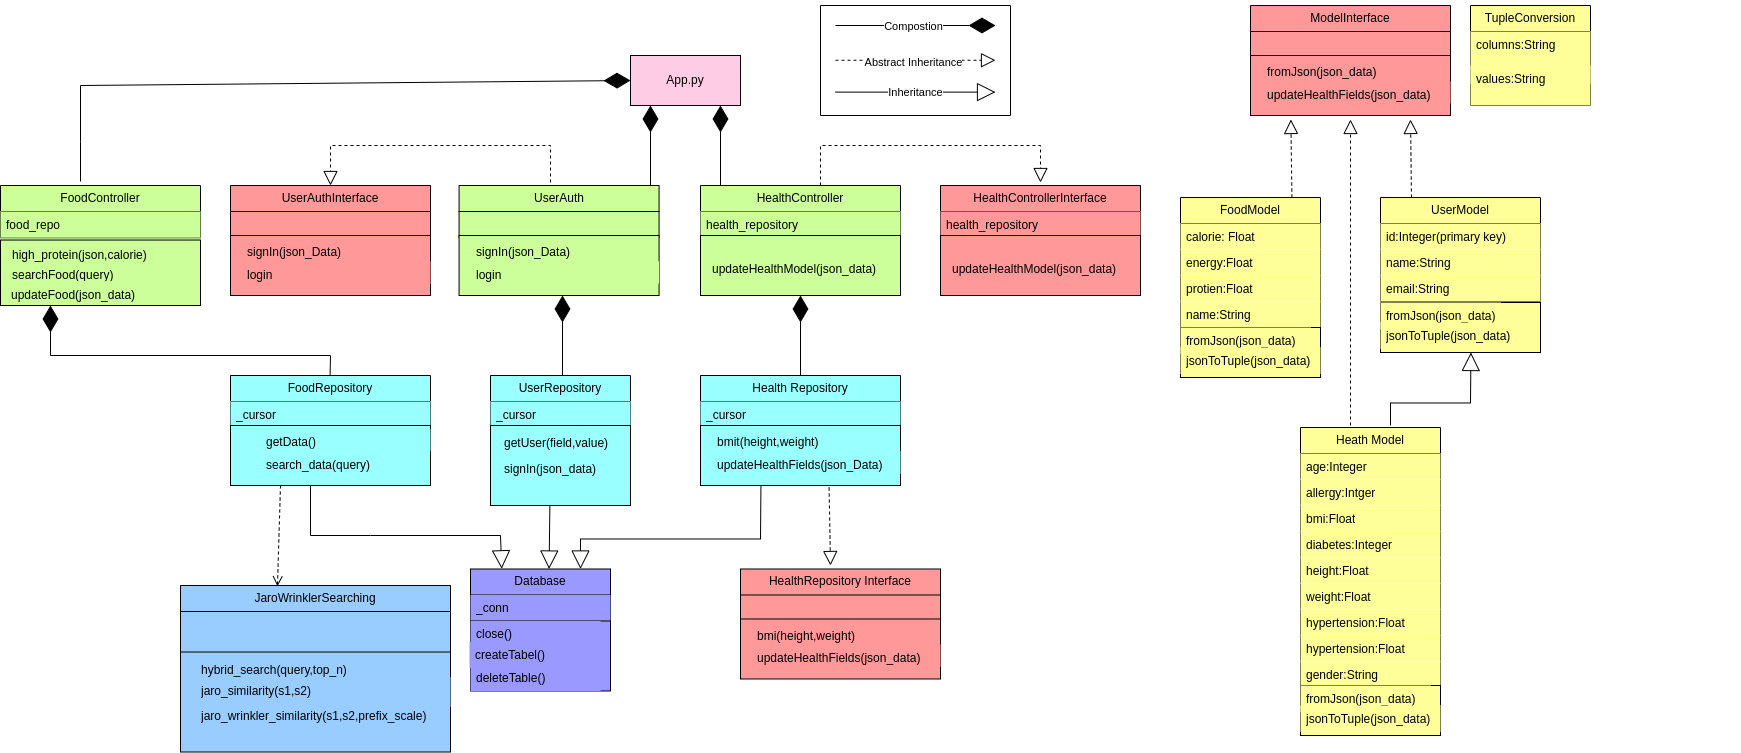 Compostion
Abstract Inheritance
Inheritance
App.py
ModelInterface
fromJson(json_data)
updateHealthFields(json_data)
TupleConversion
columns:String
values:String
FoodController
food_repo
high_protein(json,calorie)
searchFood(query)
updateFood(json_data)
UserAuthInterface
signIn(json_Data)
login
UserAuth
signIn(json_Data)
login
HealthController
health_repository
updateHealthModel(json_data)
HealthControllerInterface
health_repository
updateHealthModel(json_data)
FoodModel
calorie: Float
energy:Float
protien:Float
name:String
fromJson(json_data)
jsonToTuple(json_data)
UserModel
id:Integer(primary key)
name:String
email:String
fromJson(json_data)
jsonToTuple(json_data)
FoodRepository
_cursor
getData()
search_data(query)
UserRepository
_cursor
getUser(field,value)
signIn(json_data)
Health Repository
_cursor
bmit(height,weight)
updateHealthFields(json_Data)
Heath Model
age:Integer
allergy:Intger
bmi:Float
diabetes:Integer
height:Float
weight:Float
hypertension:Float
hypertension:Float
gender:String
fromJson(json_data)
jsonToTuple(json_data)
JaroWrinklerSearching
hybrid_search(query,top_n)
jaro_similarity(s1,s2)
jaro_wrinkler_similarity(s1,s2,prefix_scale)
Database
_conn
close()
createTabel()
deleteTable()
HealthRepository Interface
bmi(height,weight)
updateHealthFields(json_data)